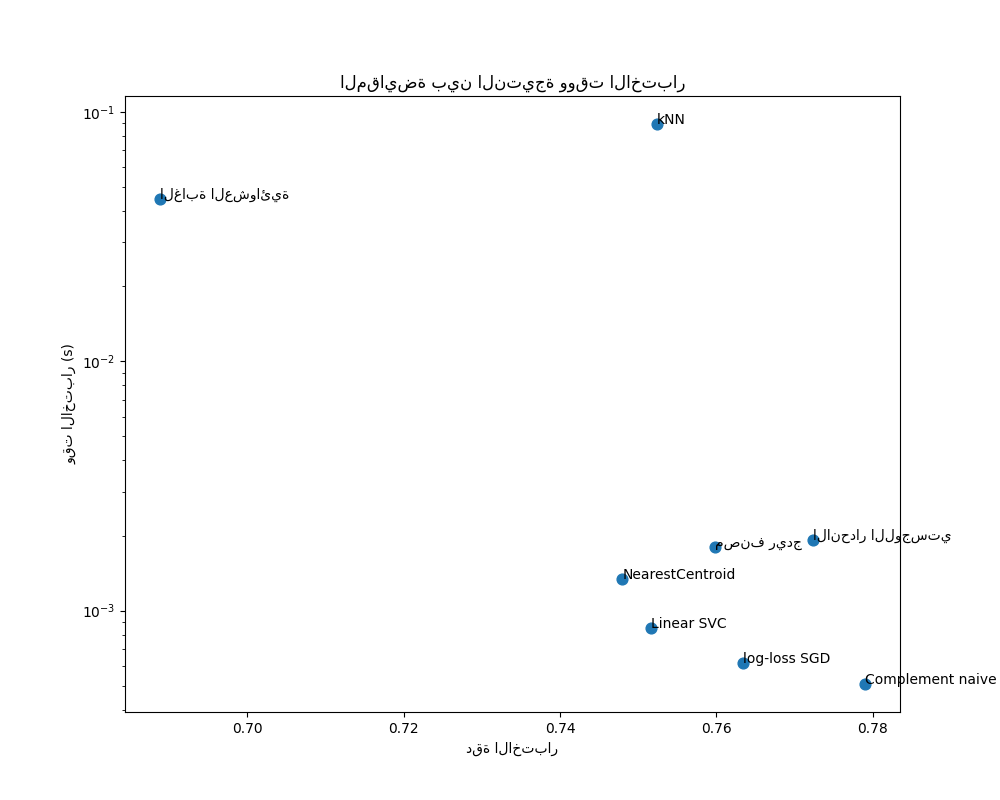 المقايضة بين النتيجة ووقت الاختبار
10⁻¹
kNN
الغابة العشوائية
10⁻²
وقت الاختبار (s)
الانحدار اللوجستي
مصنف ريدج
NearestCentroid
10⁻³
Linear SVC
log-loss SGD
Complement naive
0.70 0.72 0.74 0.76 0.78
دقة الاختبار